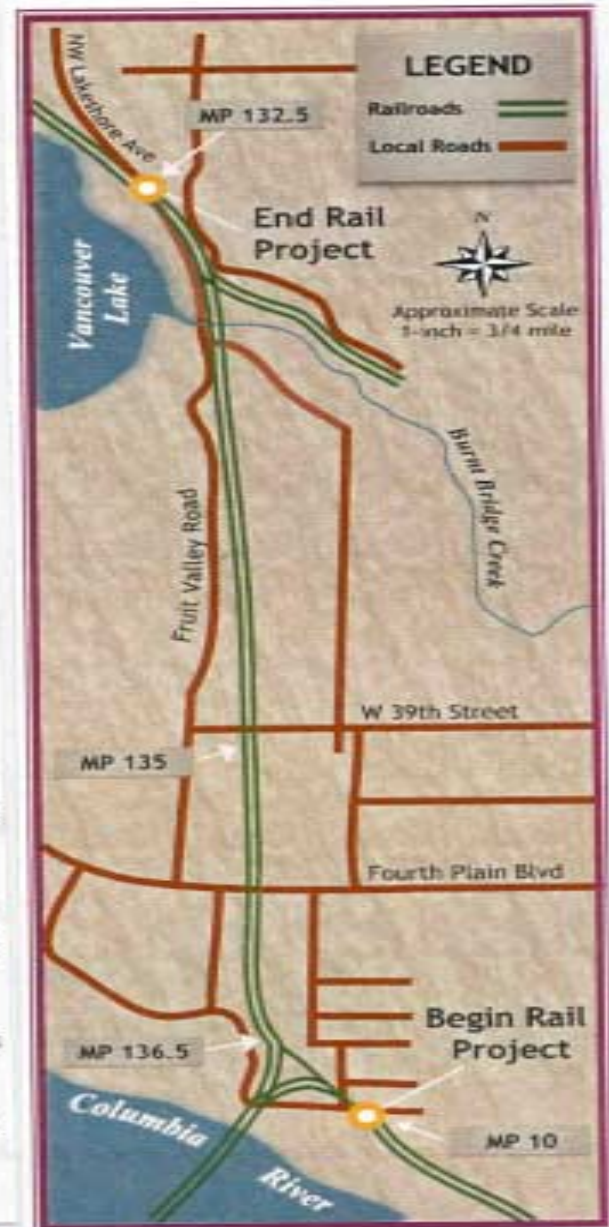 LEGEND
Railroads
Local Roads
NW Lakeshore Ave
MP 132.5
End Rail
Project
N
Approximate Scale
1-inch = 3/4 mile
Vancouver
Lake
Burnt Bridge Creek
Fruit Valley Road
W 39th Street
MP 135
Fourth Plain Blvd
Begin Rail
Project
MP 136.5
MP 10
Columbia
River